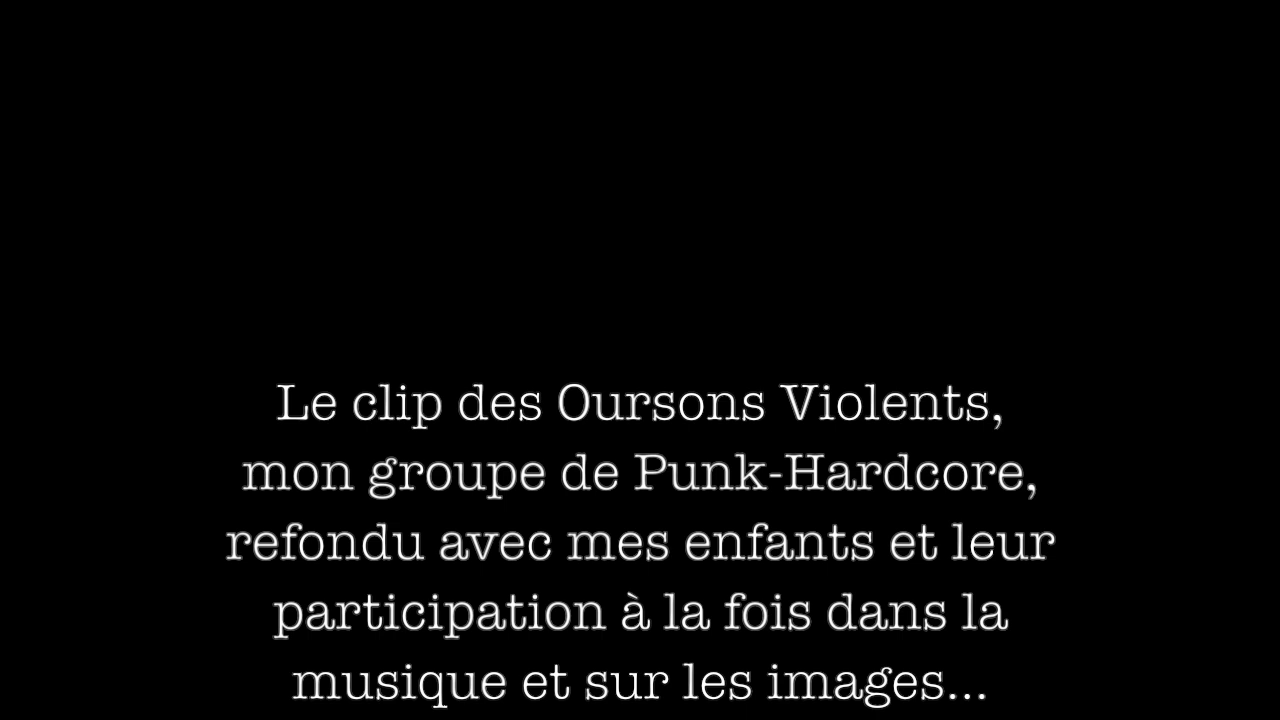 Le clip des Oursons Violents,
mon groupe de Punk-Hardcore,
refondu avec mes enfants et leur
participation à la fois dans la
musique et sur les images...